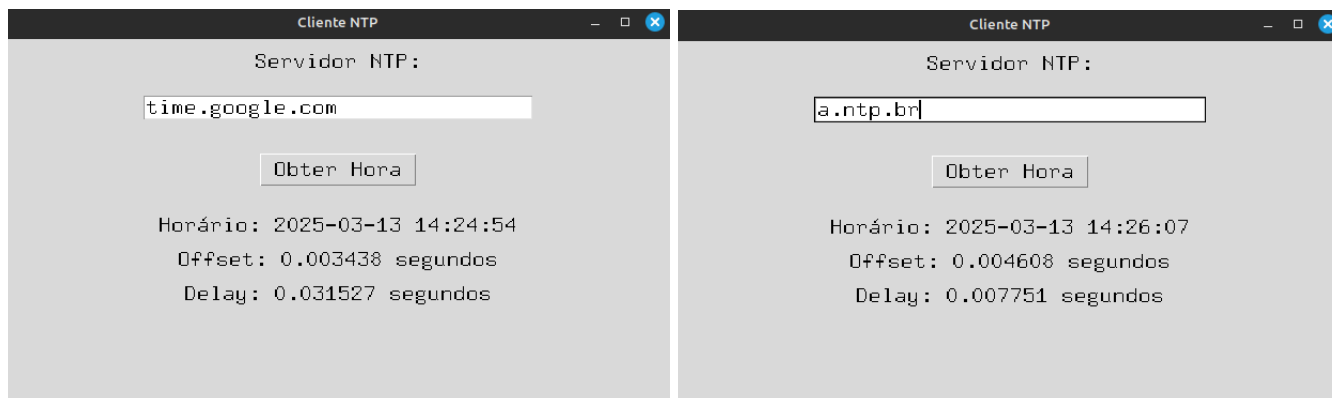 Cliente NTP
Servidor NTP:
time.google.com
Obter Hora
Horário: 2025-03-13 14:24:54
Offset: 0.003438 segundos
Delay: 0.031527 segundos
Cliente NTP
Servidor NTP:
a.ntp.br
Obter Hora
Horário: 2025-03-13 14:26:07
Offset: 0.004608 segundos
Delay: 0.007751 segundos